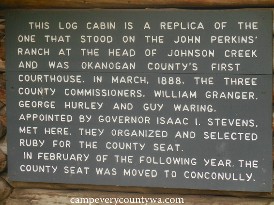 THIS LOG CABIN IS A REPLICA OF THE
ONE THAT STOOD ON THE JOHN PERKINS'
RANCH AT THE HEAD OF JOHNSON CREEK
AND WAS OKANOGAN COUNTY'S FIRST
COURTHOUSE. IN MARCH, 1888, THE THREE
COUNTY COMMISSIONERS, WILLIAM GRANGER,
GEORGE HURLEY AND GUY WARING,
APPOINTED BY GOVERNOR ISAAC I. STEVENS,
MET HERE. THEY ORGANIZED AND SELECTED
RUBY FOR THE COUNTY SEAT.
IN FEBRUARY OF THE FOLLOWING YEAR, THE
COUNTY SEAT WAS MOVED TO CONCONULLY.
campeverycountywa.com